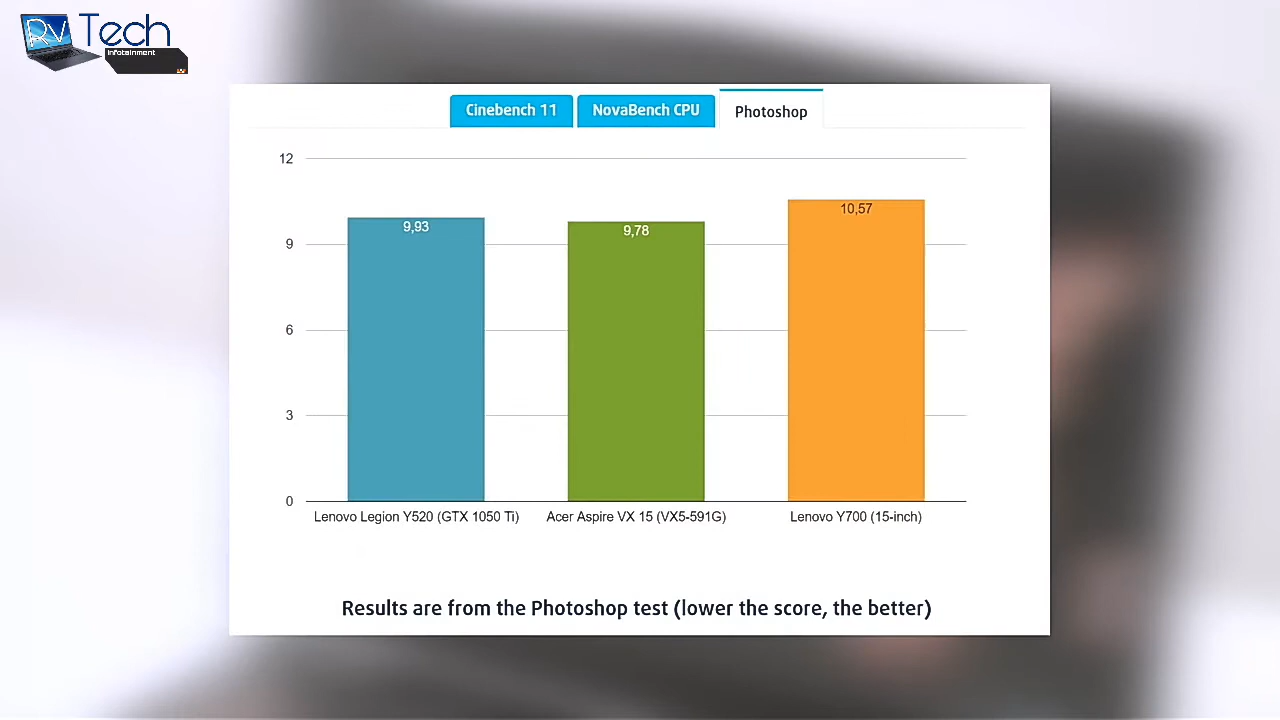 RV Tech
Infotainment
Cinebench 11
NovaBench CPU
Photoshop
12
9
6
3
0
9,93
9,78
10,57
Lenovo Legion Y520 (GTX 1050 Ti)
Acer Aspire VX 15 (VX5-591G)
Lenovo Y700 (15-inch)
Results are from the Photoshop test (lower the score, the better)